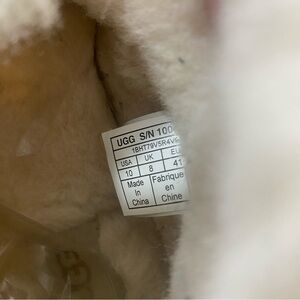 UGG S/N 100
USA UK EU
10 8 41
Made In China
Fabrique en Chine